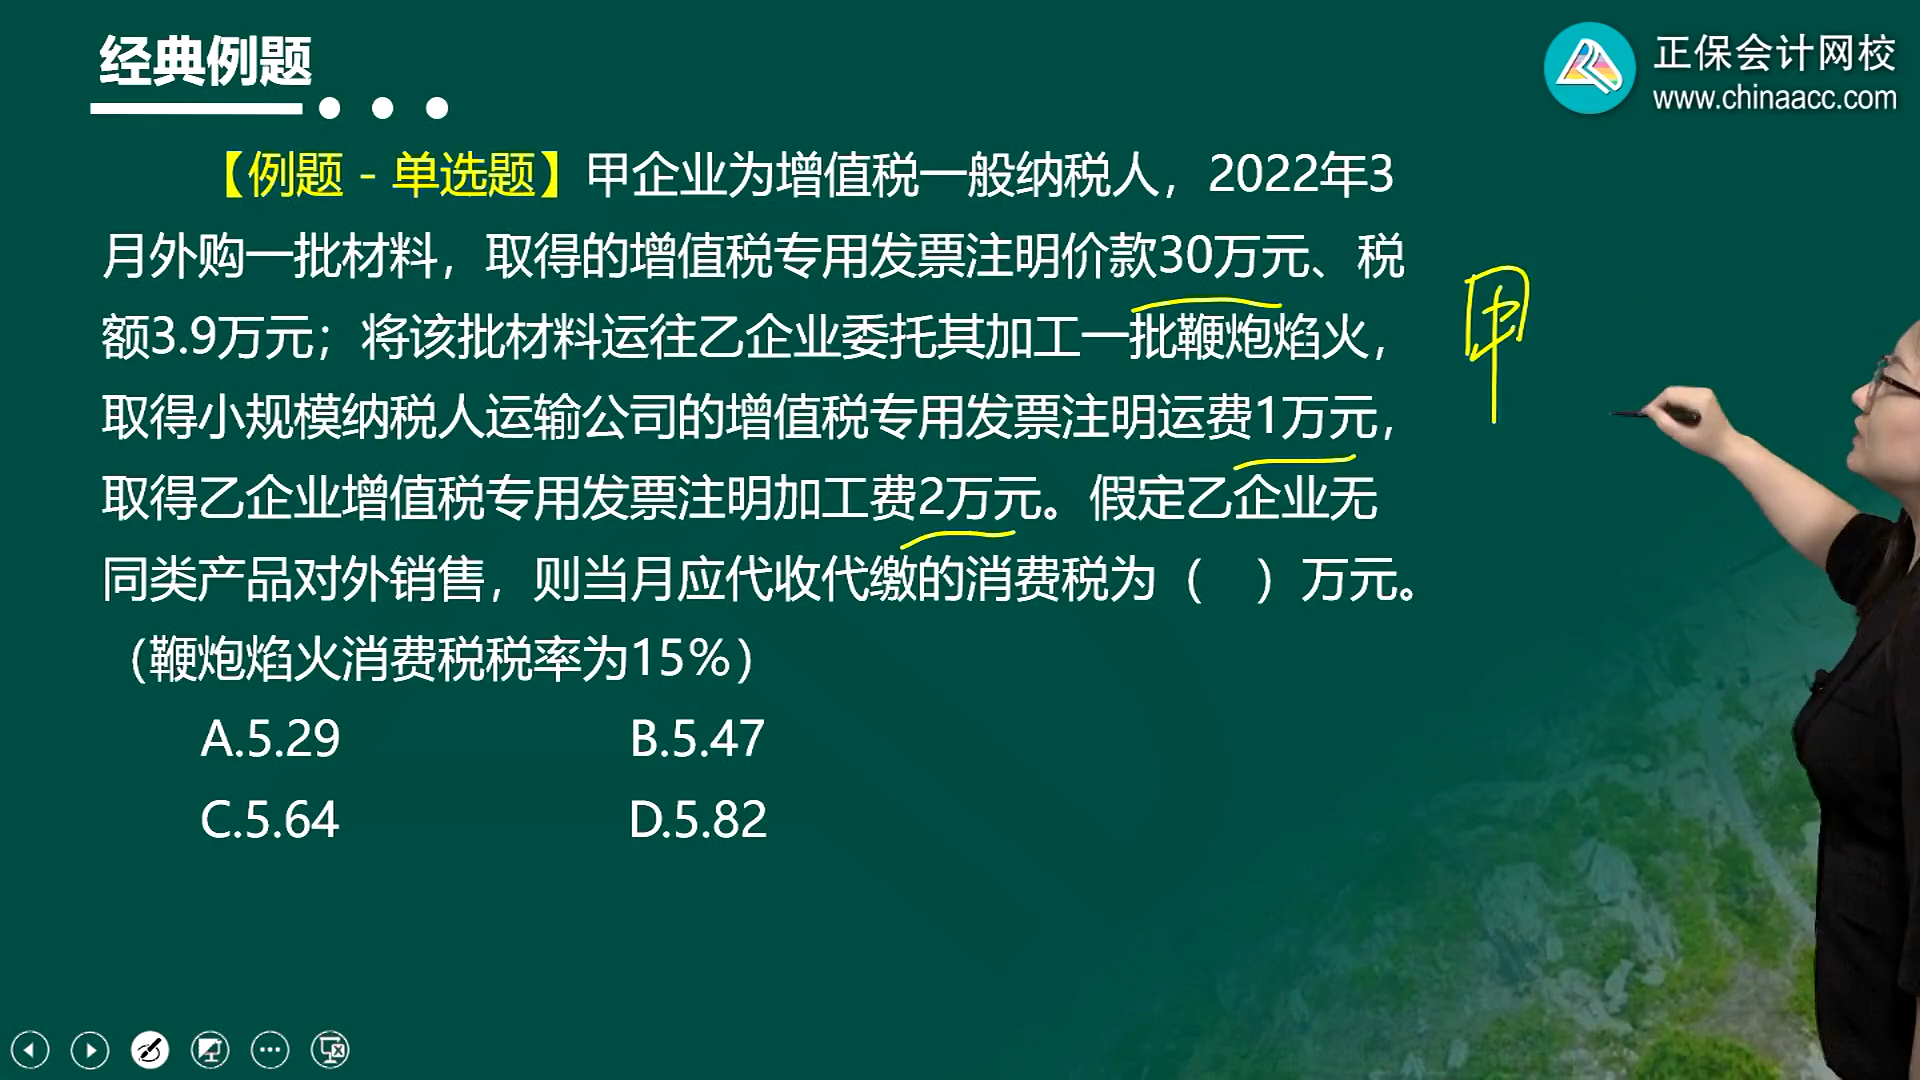 经典例题
正保会计网校
www.chinaacc.com
【例题－单选题】甲企业为增值税一般纳税人，2022年3
月外购一批材料，取得的增值税专用发票注明价款30万元、税
额3.9万元；将该批材料运往乙企业委托其加工一批鞭炮焰火，
取得小规模纳税人运输公司的增值税专用发票注明运费1万元，
取得乙企业增值税专用发票注明加工费2万元。假定乙企业无
同类产品对外销售，则当月应代收代缴的消费税为（　）万元。
（鞭炮焰火消费税税率为15%）
A.5.29 B.5.47
C.5.64 D.5.82
甲